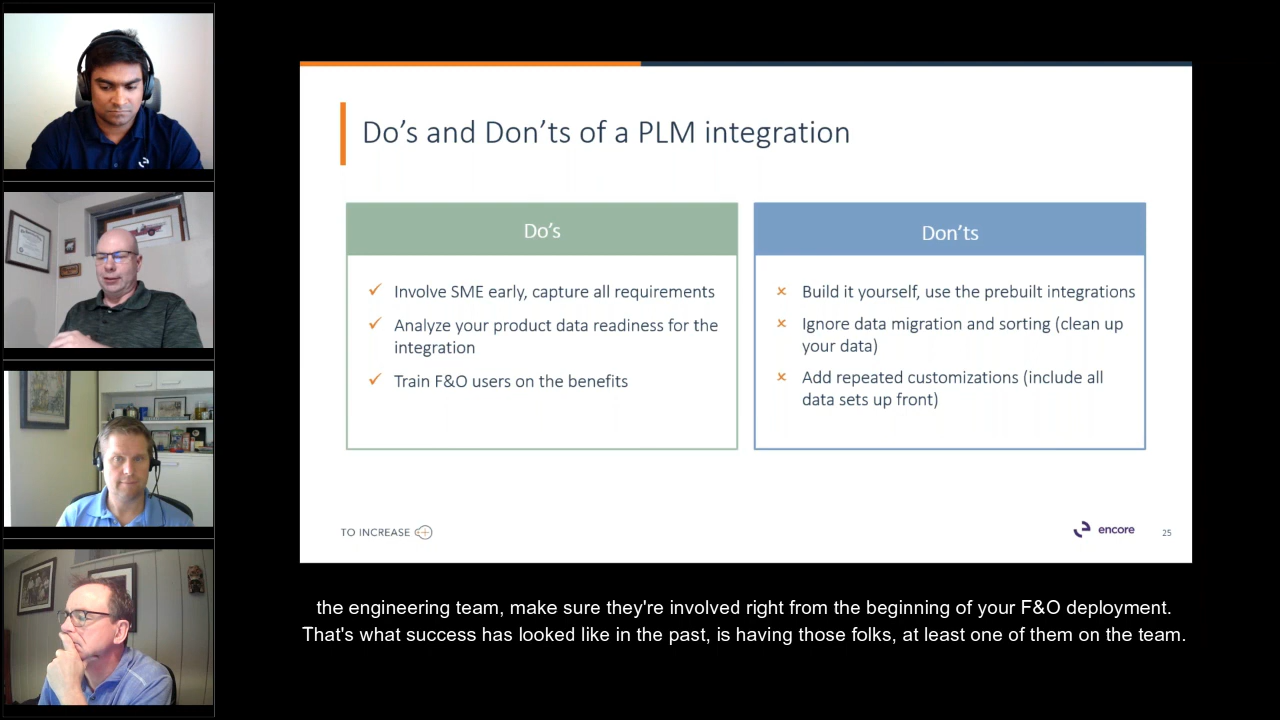 Do's and Don'ts of a PLM integration
Do's
Involve SME early, capture all requirements
Analyze your product data readiness for the
integration
Train F&O users on the benefits
Don'ts
Build it yourself, use the prebuilt integrations
Ignore data migration and sorting (clean up
your data)
Add repeated customizations (include all
data sets up front)
TO INCREASE
encore
25
the engineering team, make sure they're involved right from the beginning of your F&O deployment.
That's what success has looked like in the past, is having those folks, at least one of them on the team.